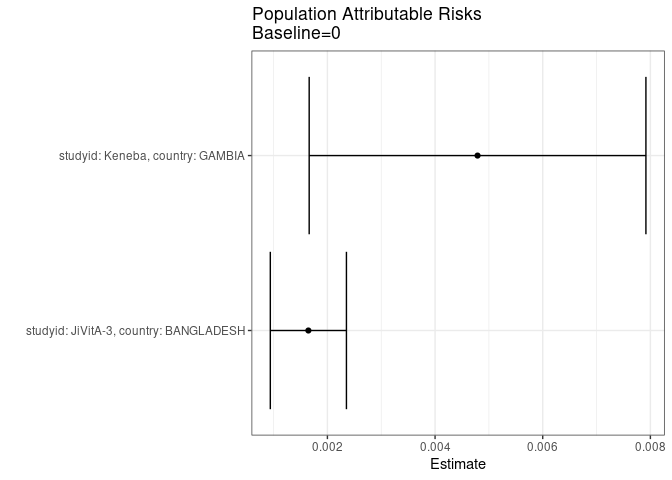 Population Attributable Risks
Baseline=0
studyid: Keneba, country: GAMBIA
studyid: JiVitA-3, country: BANGLADESH
0.002 0.004 0.006 0.008
Estimate